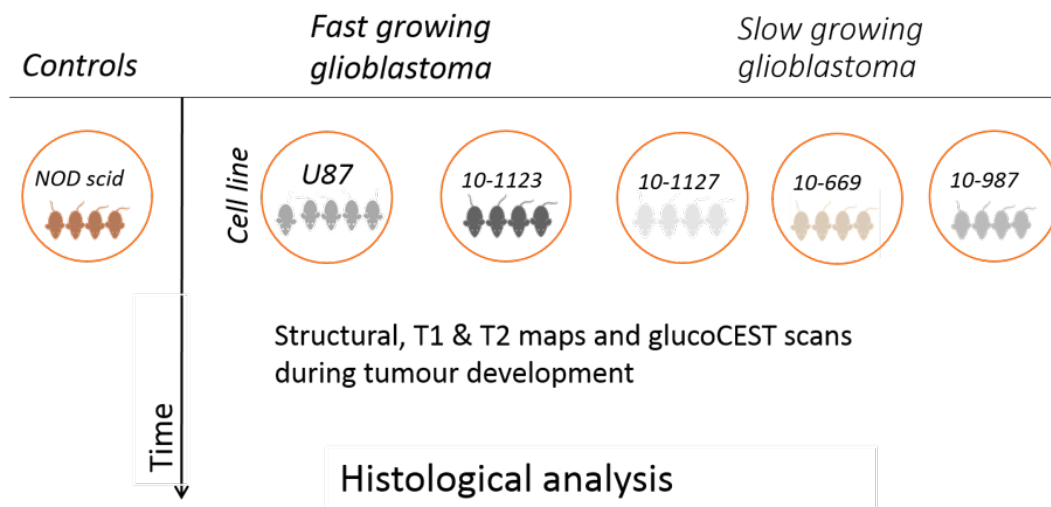 Controls
Fast growing
glioblastoma
Slow growing
glioblastoma
NOD scid
Cell line
U87
10-1123
10-1127
10-669
10-987
Structural, T1 & T2 maps and glucoCEST scans
during tumour development
Time
Histological analysis